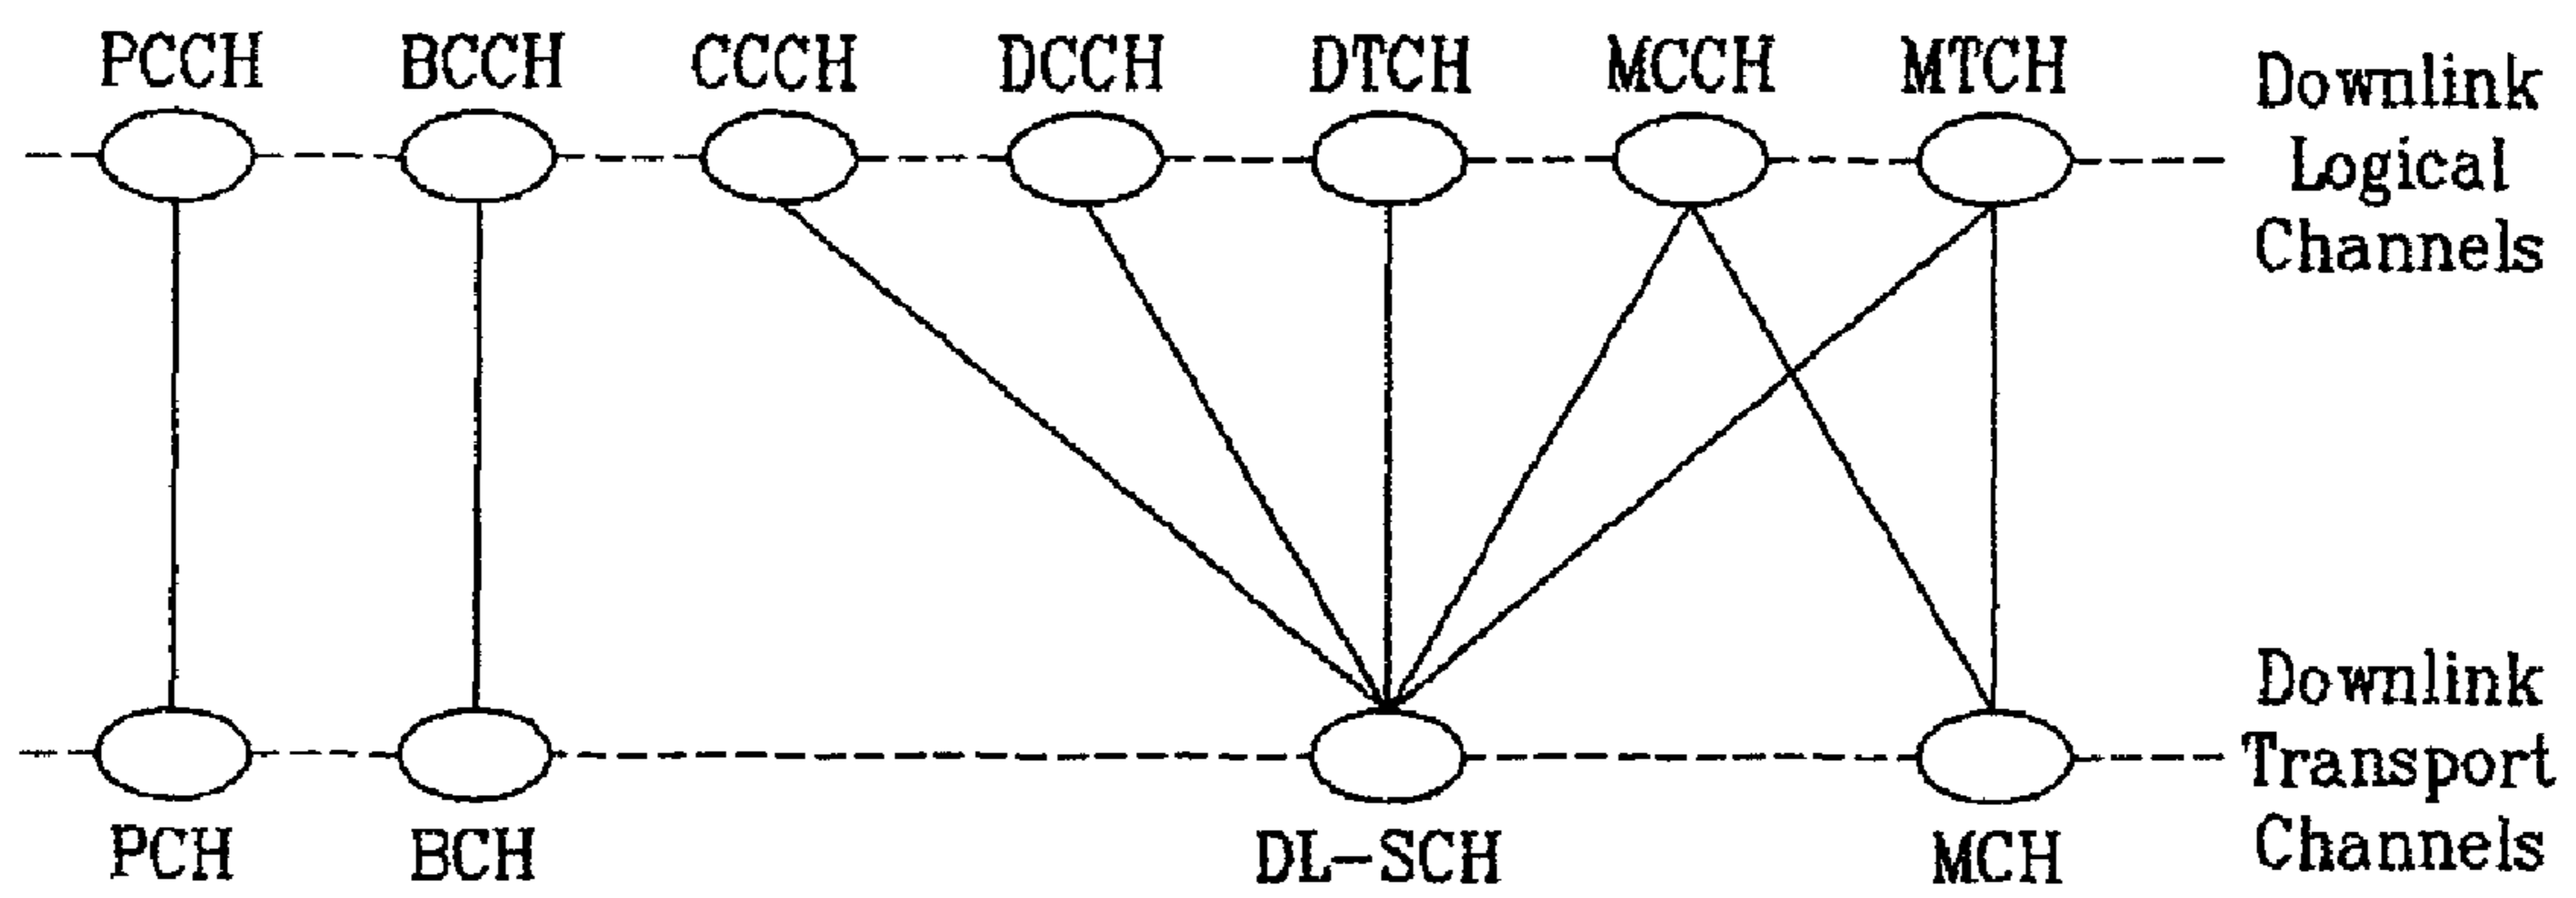 PCCH BCCH CCCH DCCH DTCH MCCH MTCH
Downlink
Logical
Channels
Downlink
Transport
Channels
PCH BCH DL-SCH MCH